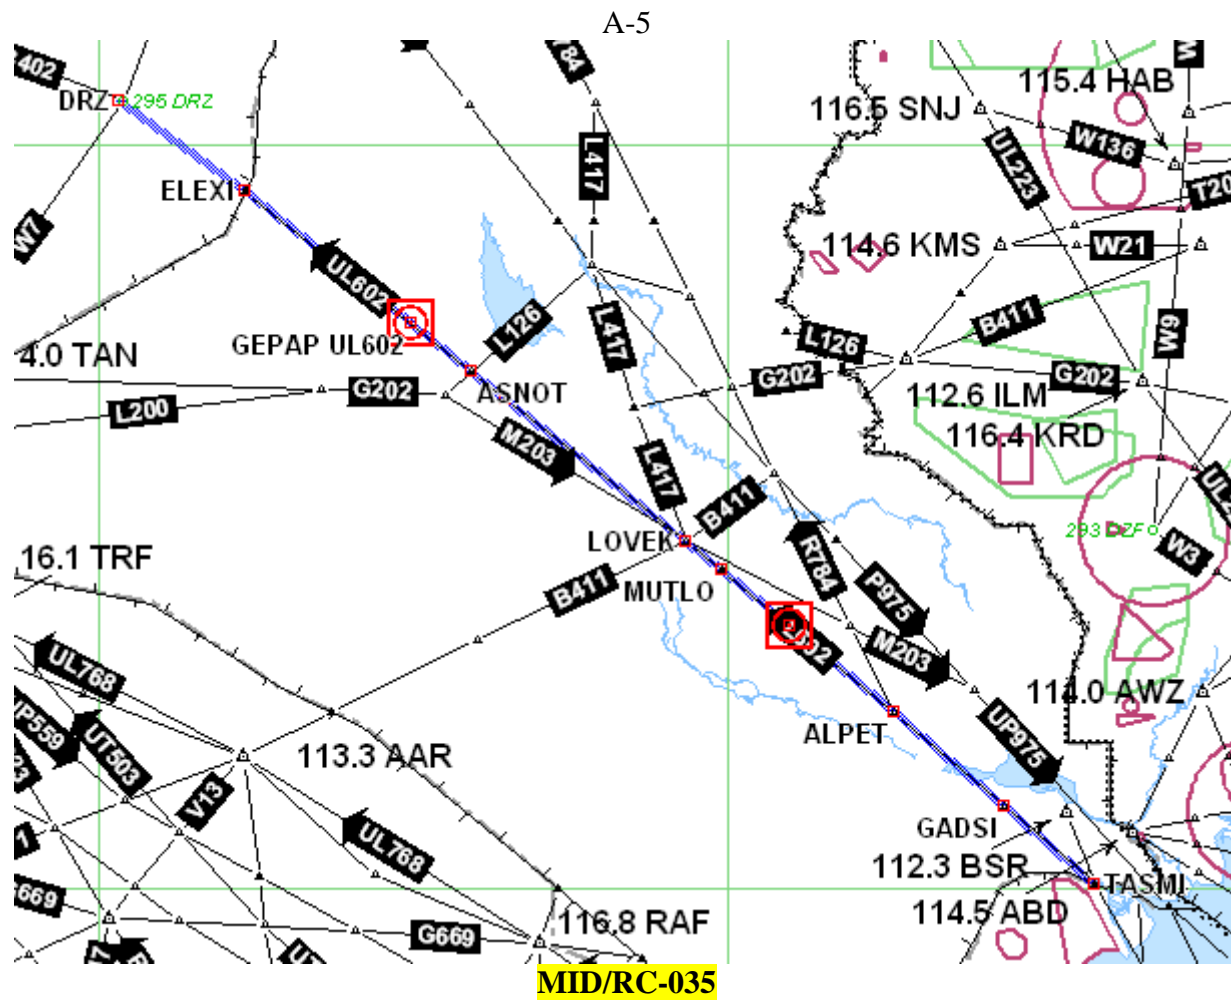 A-5
402
784
DRZ
295 DRZ
115.4 HAB
116.5 SNJ
W
L417
W136
UL223
ELEXI
T20
W7
114.6 KMS
W21
UL602
L126
B411
L417
W9
GEPAP UL602
L126
4.0 TAN
G202
G202
G202
ASNOT
112.6 ILM
L200
116.4 KRD
M203
L417
B411
UL2
LOVEK
293 DZF
W3
R784
16.1 TRF
B411
MUTLO
P975
M203
UL768
114.0 AWZ
UP975
ALPET
UT503
113.3 AAR
V13
GADSI
UL768
112.3 BSR
TASMI
669
114.5 ABD
116.8 RAF
G669
MID/RC-035